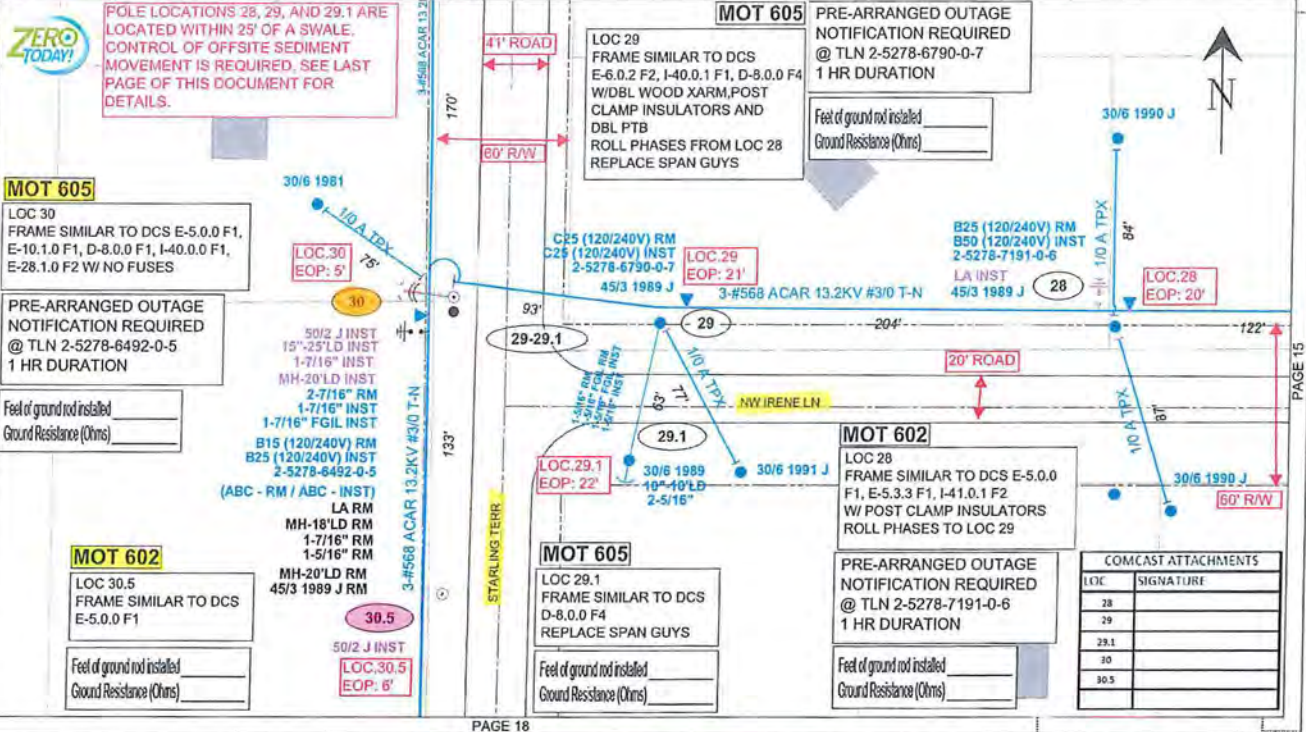 ZERO
TODAY!
POLE LOCATIONS 28, 29, AND 29.1 ARE
LOCATED WITHIN 25' OF A SWALE.
CONTROL OF OFFSITE SEDIMENT
MOVEMENT IS REQUIRED, SEE LAST
PAGE OF THIS DOCUMENT FOR
DETAILS.
41' ROAD
170'
60' R/W
MOT 605
LOC 29
FRAME SIMILAR TO DCS
E-6.0.2 F2, I-40.0.1 F1, D-8.0.0 F4
W/DBL WOOD XARM,POST
CLAMP INSULATORS AND
DBL PTB
ROLL PHASES FROM LOC 28
REPLACE SPAN GUYS
PRE-ARRANGED OUTAGE
NOTIFICATION REQUIRED
@ TLN 2-5278-6790-0-7
1 HR DURATION
Feet of ground rod installed
Ground Resistance (Ohms)
N
30/6 1990 J
84'
1/0 A TPX
MOT 605
LOC 30
FRAME SIMILAR TO DCS E-5.0.0 F1,
E-10.1.0 F1, D-8.0.0 F1, I-40.0.0 F1,
E-28.1.0 F2 W/ NO FUSES
30/6 1981
1/0 A TPX
75'
LOC.30
EOP: 5'
30
C25 (120/240V) RM
C25 (120/240V) INST
2-5278-6790-0-7
45/3 1989 J
LOC.29
EOP: 21'
3-#568 ACAR 13.2KV #3/0 T-N
B25 (120/240V) RM
B50 (120/240V) INST
2-5278-7191-0-6
LA INST
45/3 1989 J
28
LOC.28
EOP: 20'
PRE-ARRANGED OUTAGE
NOTIFICATION REQUIRED
@ TLN 2-5278-6492-0-5
1 HR DURATION
93'
29-29.1
29
204'
122'
PAGE 15
Feet of ground rod installed
Ground Resistance (Ohms)
50/2 J INST
15"-25'LD INST
1-7/16" INST
MH-20'LD INST
2-7/16" RM
1-7/16" INST
1-7/16" FGIL INST
B15 (120/240V) RM
B25 (120/240V) INST
2-5278-6492-0-5
(ABC - RM / ABC - INST)
LA RM
MH-18'LD RM
1-7/16" RM
1-5/16" RM
MH-20'LD RM
45/3 1989 J RM
3-#568 ACAR 13.2KV #3/0 T-N
133'
STARLING TERR
1-5/16" RM
1-5/16" FGIL RM
1-5/16" FGIL INST
1-5/16" INST
63'
77'
1/0 A TPX
NW IRENE LN
20' ROAD
29.1
LOC.29.1
EOP: 22'
30/6 1989
10"-10'LD
2-5/16"
30/6 1991 J
1/0 A TPX
87'
30/6 1990 J
60' R/W
MOT 602
LOC 28
FRAME SIMILAR TO DCS E-5.0.0
F1, E-5.3.3 F1, I-41.0.1 F2
W/ POST CLAMP INSULATORS
ROLL PHASES TO LOC 29
MOT 602
LOC 30.5
FRAME SIMILAR TO DCS
E-5.0.0 F1
Feet of ground rod installed
Ground Resistance (Ohms)
30.5
50/2 J INST
LOC.30.5
EOP: 6'
MOT 605
LOC 29.1
FRAME SIMILAR TO DCS
D-8.0.0 F4
REPLACE SPAN GUYS
Feet of ground rod installed
Ground Resistance (Ohms)
PRE-ARRANGED OUTAGE
NOTIFICATION REQUIRED
@ TLN 2-5278-7191-0-6
1 HR DURATION
Feet of ground rod installed
Ground Resistance (Ohms)
COMCAST ATTACHMENTS
LOC SIGNATURE
28
29
29.1
30
30.5
PAGE 18